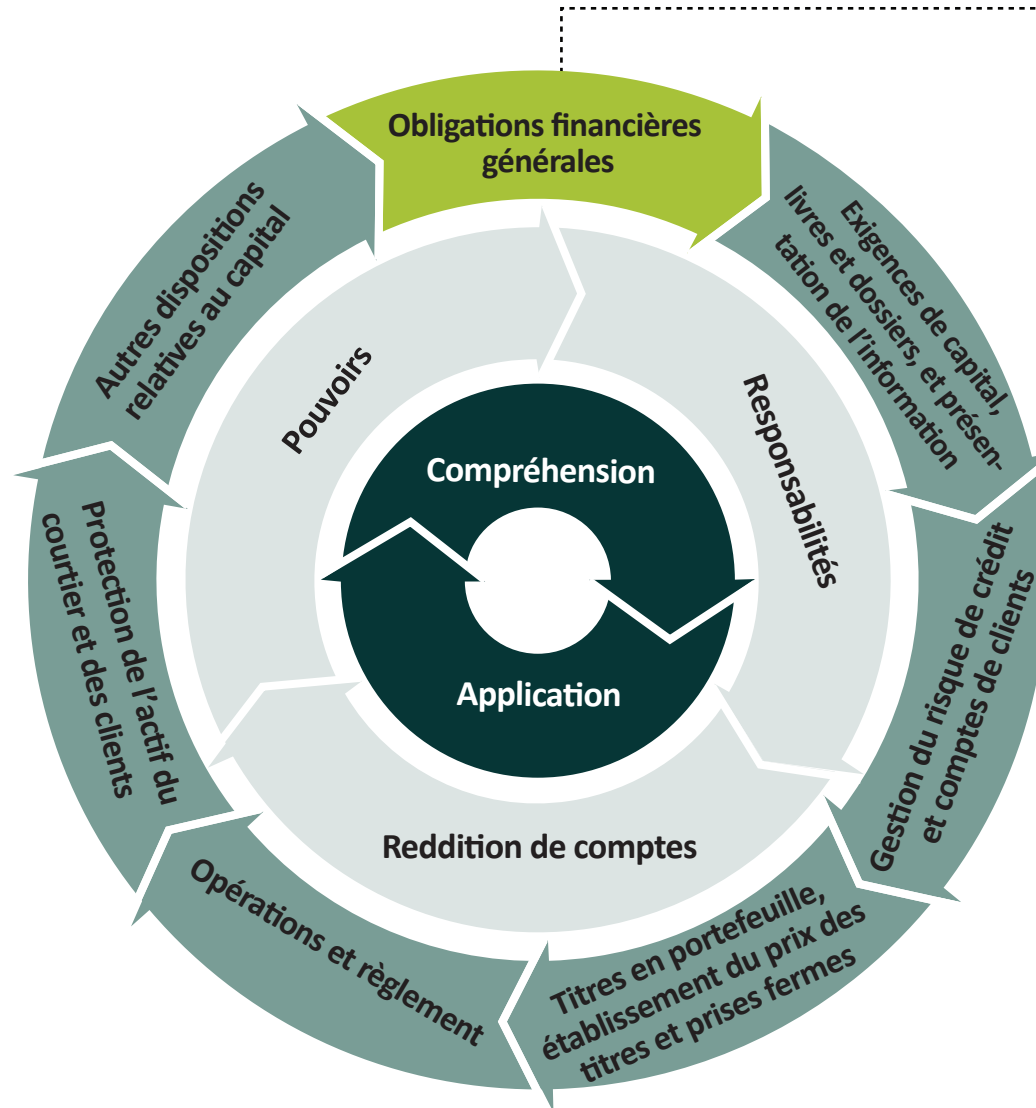 Obligations financières
générales
Exigences de capital,
livres et dossiers, et présen-
tation de l'information
Gestion du risque de crédit
et comptes de clients
Titres en portefeuille,
établissement du prix des
titres et prises fermes
Opérations et règlement
Protection de l'actif du
courtier et des clients
Autres dispositions
relatives au capital
Pouvoirs
Responsabilités
Reddition de comptes
Compréhension
Application